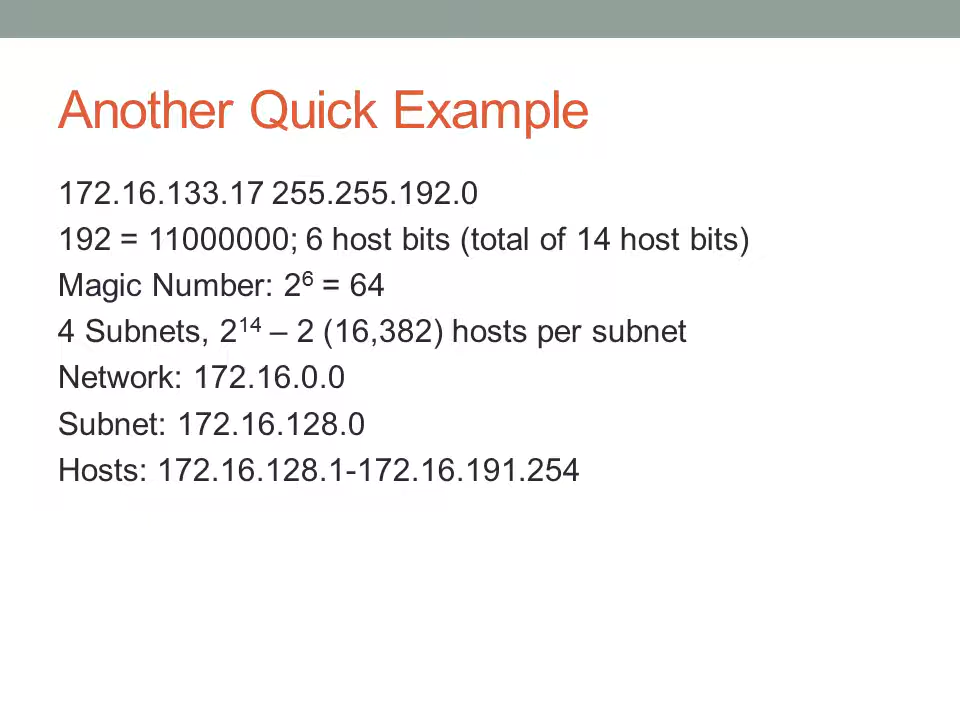 Another Quick Example
172.16.133.17 255.255.192.0
192 = 11000000; 6 host bits (total of 14 host bits)
Magic Number: 2⁶ = 64
4 Subnets, 2¹⁴ – 2 (16,382) hosts per subnet
Network: 172.16.0.0
Subnet: 172.16.128.0
Hosts: 172.16.128.1-172.16.191.254